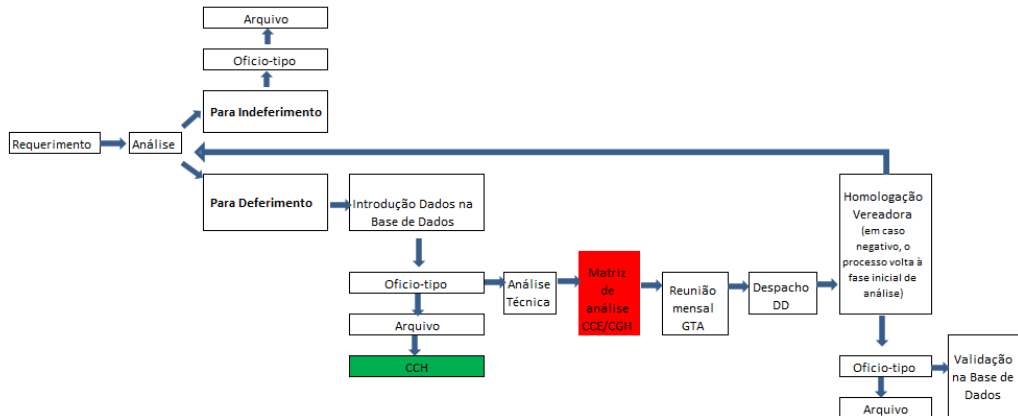 Arquivo
Oficio-tipo
Para Indeferimento
Requerimento
Análise
Para Deferimento
Introdução Dados na
Base de Dados
Oficio-tipo
Arquivo
CCH
Análise
Técnica
Matriz
de
análise
CCE/CGH
Reunião
mensal
GTA
Despacho
DD
Homologação
Vereadora
(em caso
negativo, o
processo volta à
fase inicial de
análise)
Oficio-tipo
Arquivo
Validação
na Base de
Dados